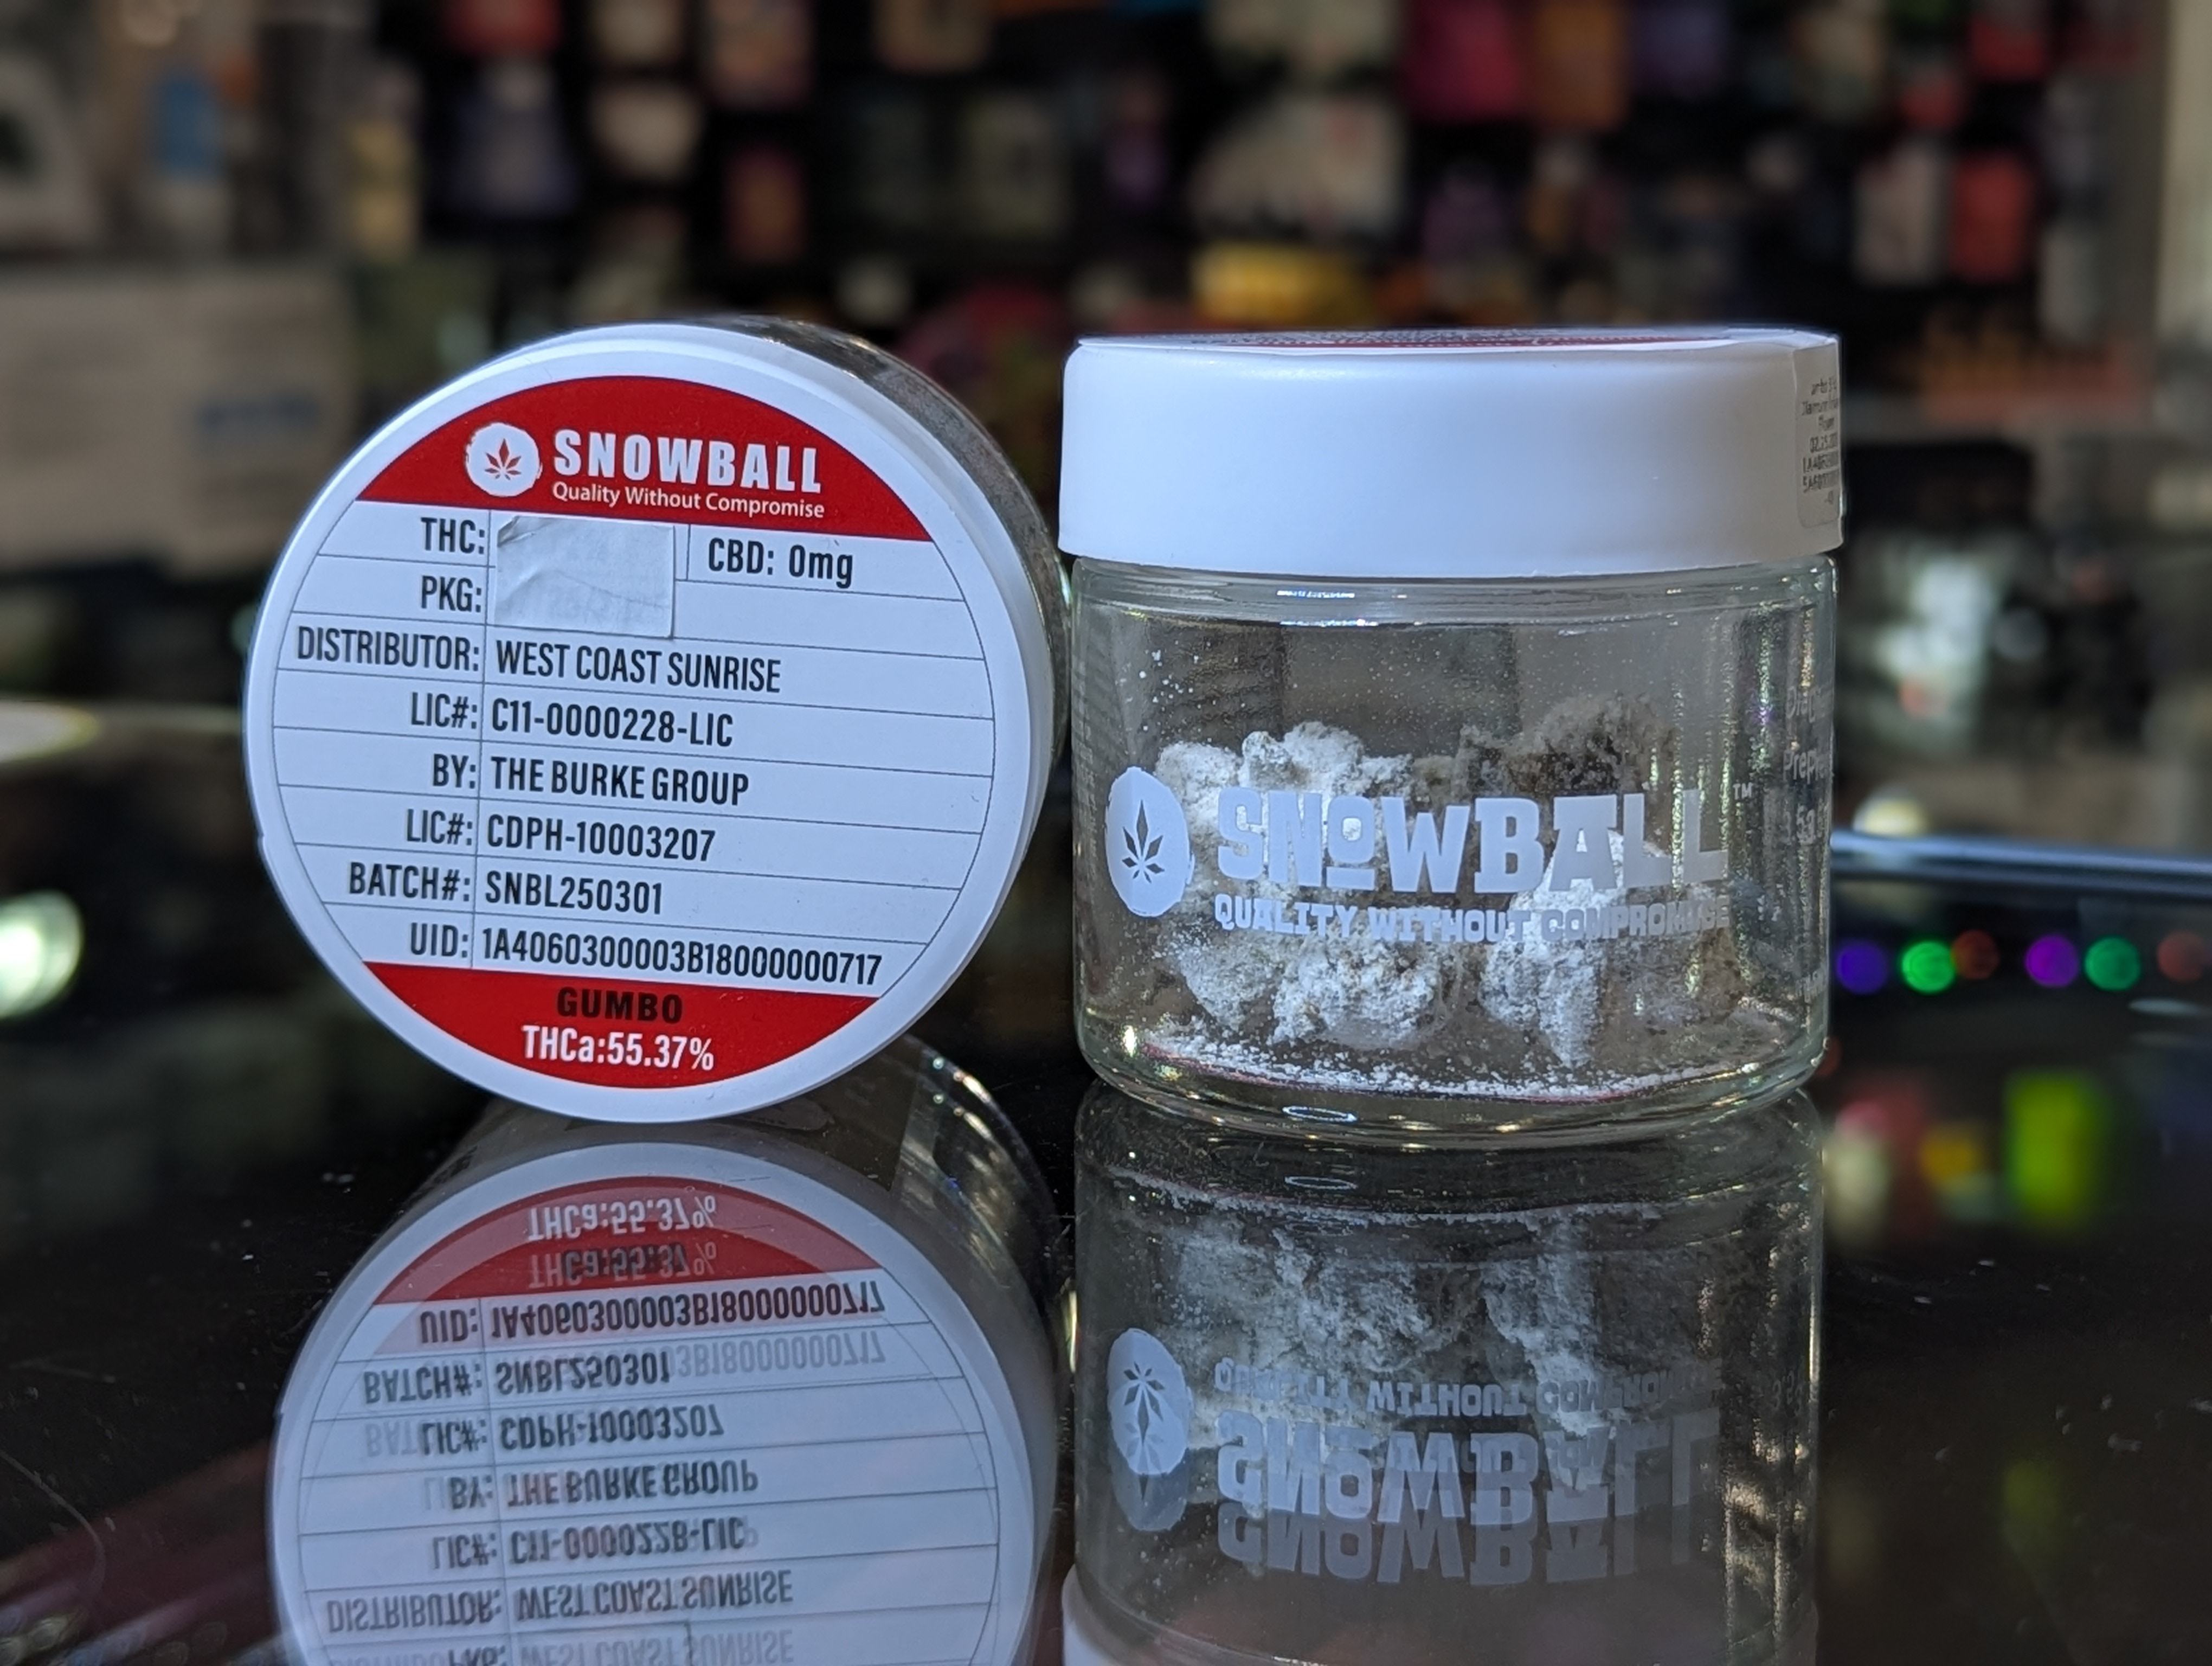 SNOWBALL
Quality Without Compromise
THC:
CBD: 0mg
PKG:
DISTRIBUTOR: WEST COAST SUNRISE
LIC#: C11-0000228-LIC
BY: THE BURKE GROUP
LIC#: CDPH-10003207
BATCH#: SNBL250301
UID: 1A4060300003B18000000717
GUMBO
THCa:55.37%
SNOWBALL™
QUALITY WITHOUT COMPROMISE